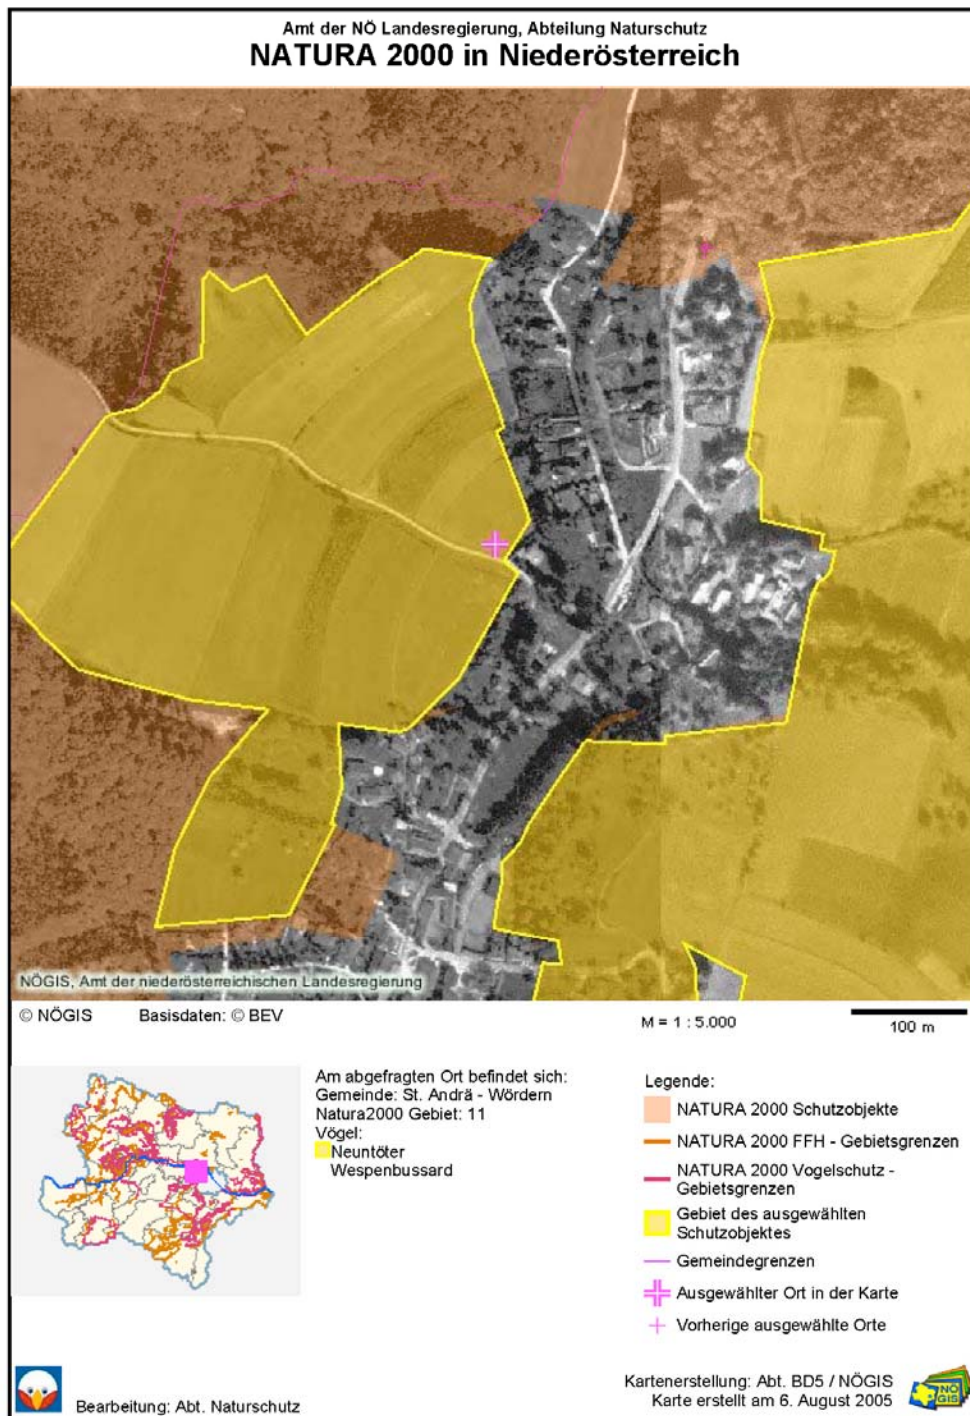 Amt der NÖ Landesregierung, Abteilung Naturschutz
NATURA 2000 in Niederösterreich
NÖGIS, Amt der niederösterreichischen Landesregierung
© NÖGIS Basisdaten: © BEV
M = 1 : 5.000
100 m
Am abgefragten Ort befindet sich:
Gemeinde: St. Andrä - Wördern
Natura2000 Gebiet: 11
Vögel:
Neuntöter
Wespenbussard
Legende:
NATURA 2000 Schutzobjekte
NATURA 2000 FFH - Gebietsgrenzen
NATURA 2000 Vogelschutz -
Gebietsgrenzen
Gebiet des ausgewählten
Schutzobjektes
Gemeindegrenzen
Ausgewählter Ort in der Karte
Vorherige ausgewählte Orte
Bearbeitung: Abt. Naturschutz
Kartenerstellung: Abt. BD5 / NÖGIS
Karte erstellt am 6. August 2005
NÖ
GIS